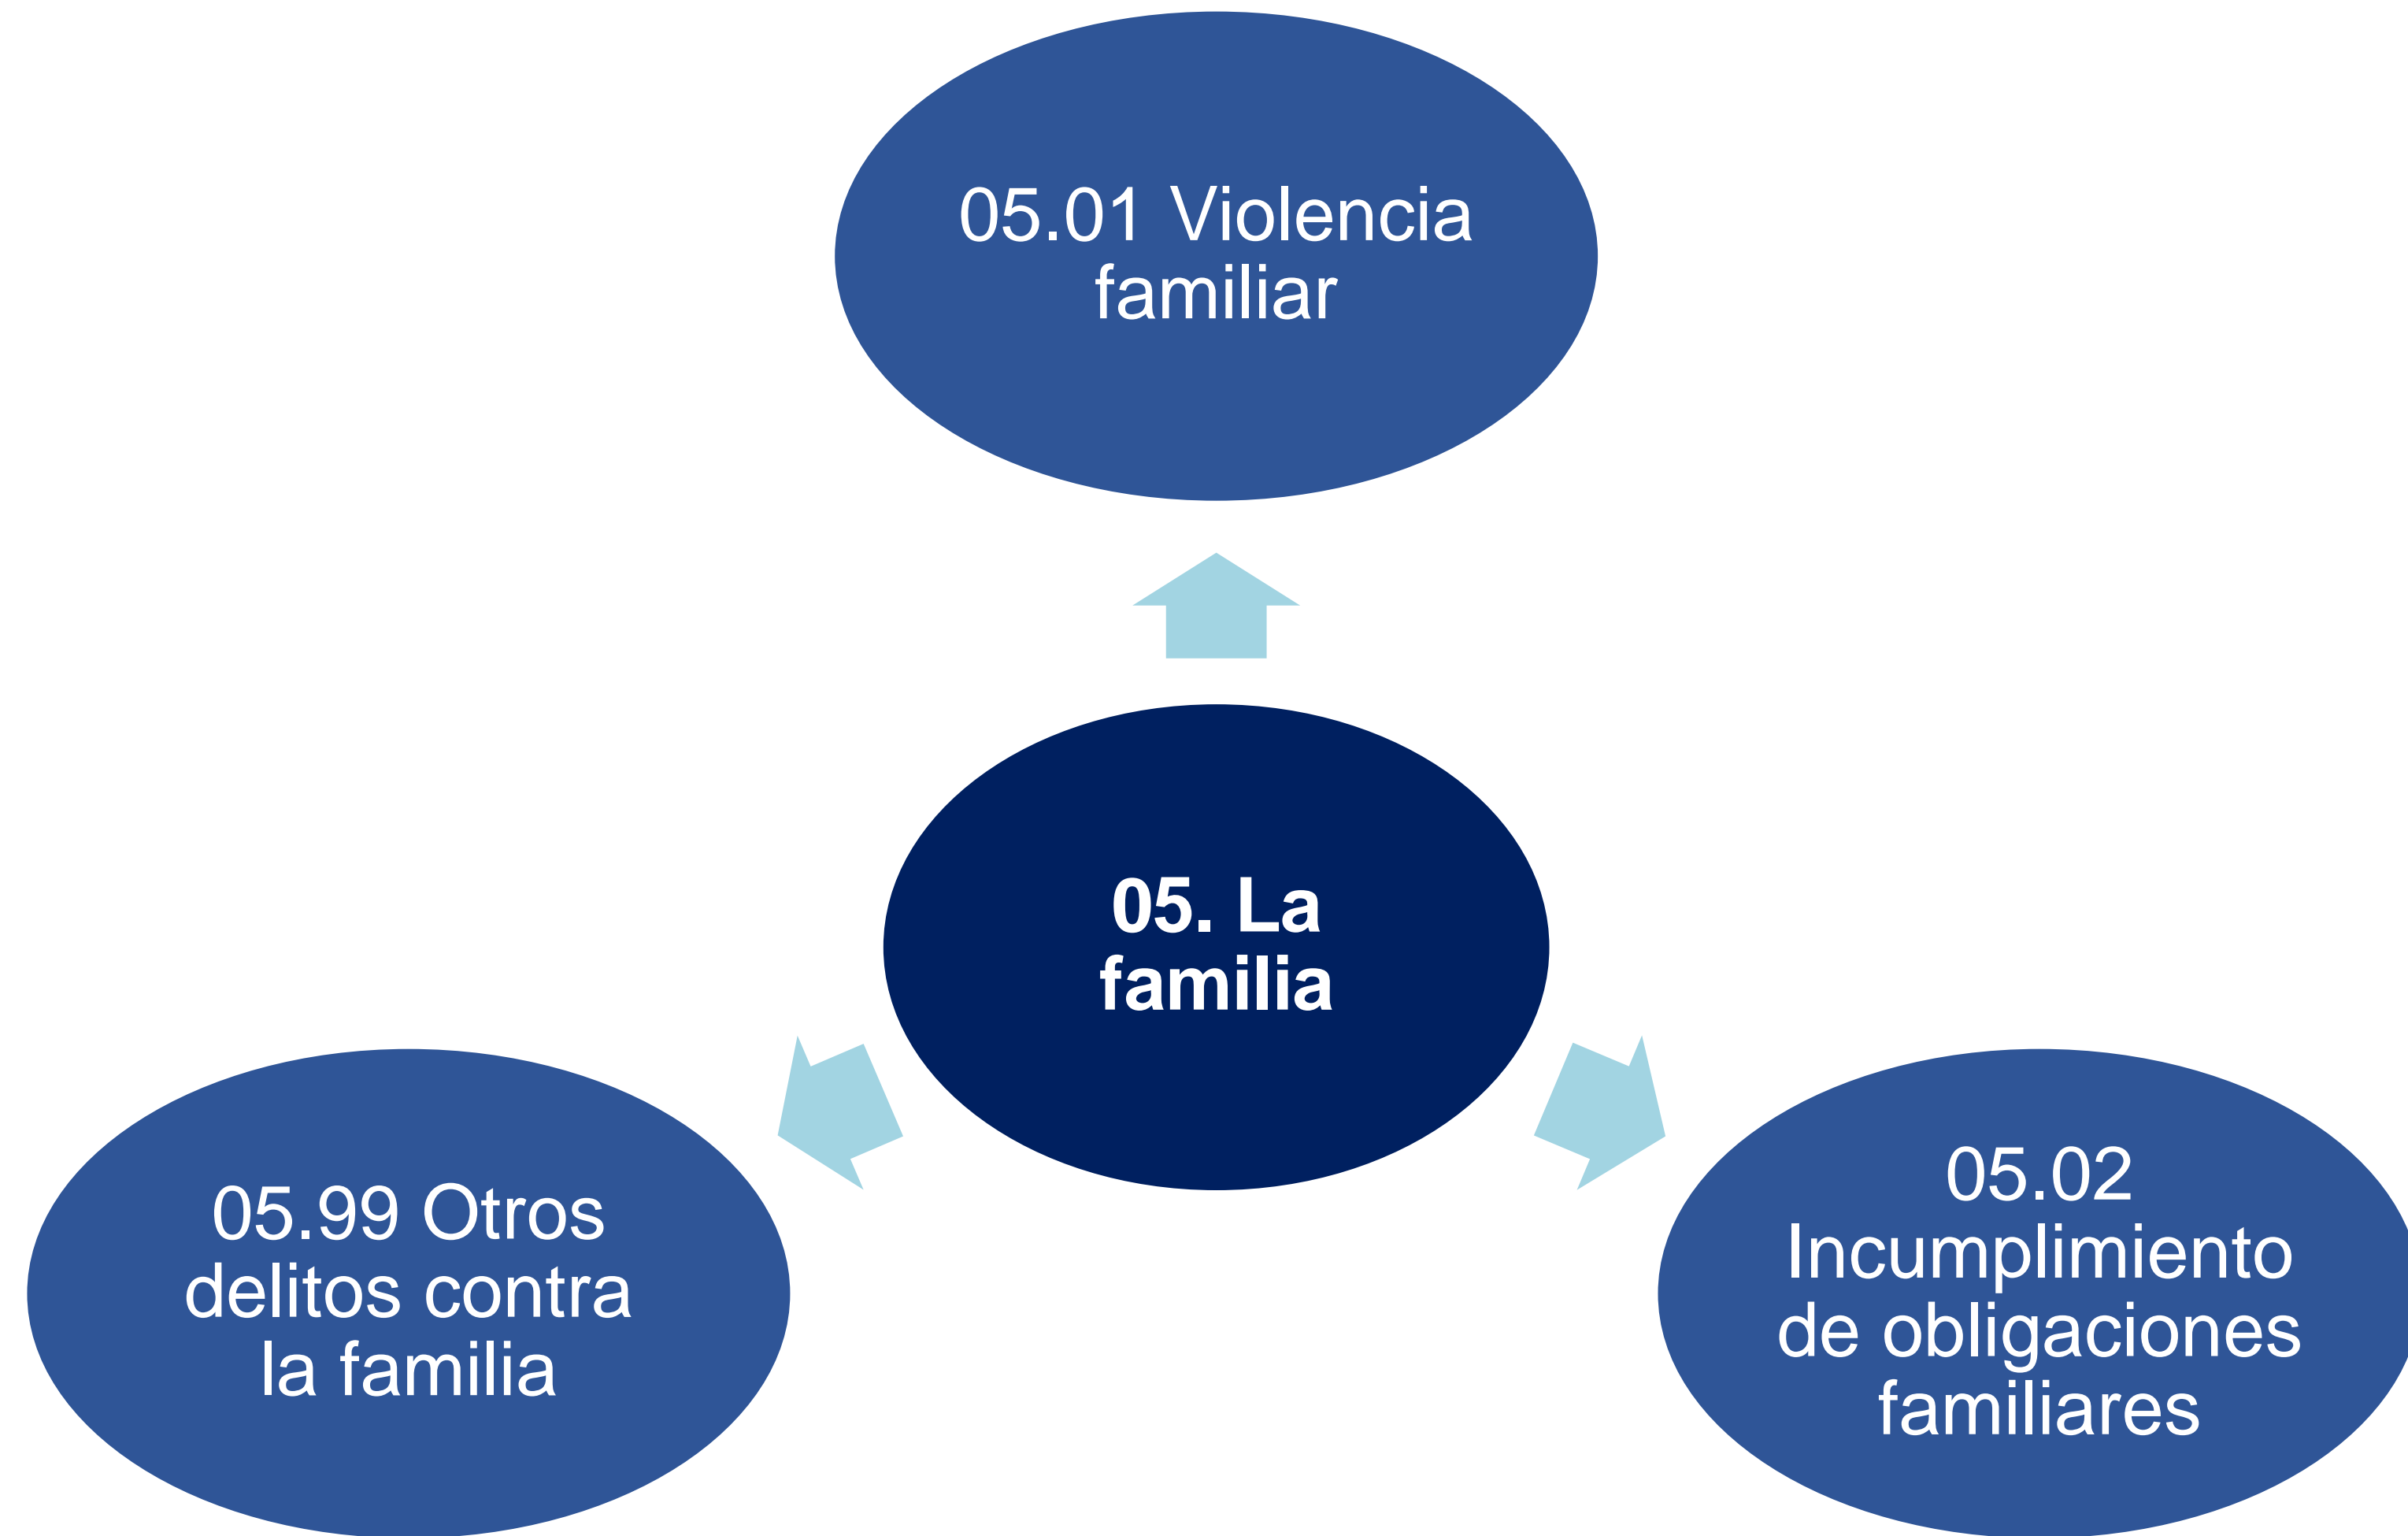 05.01 Violencia
familiar
05. La
familia
05.99 Otros
delitos contra
la familia
05.02
Incumplimiento
de obligaciones
familiares